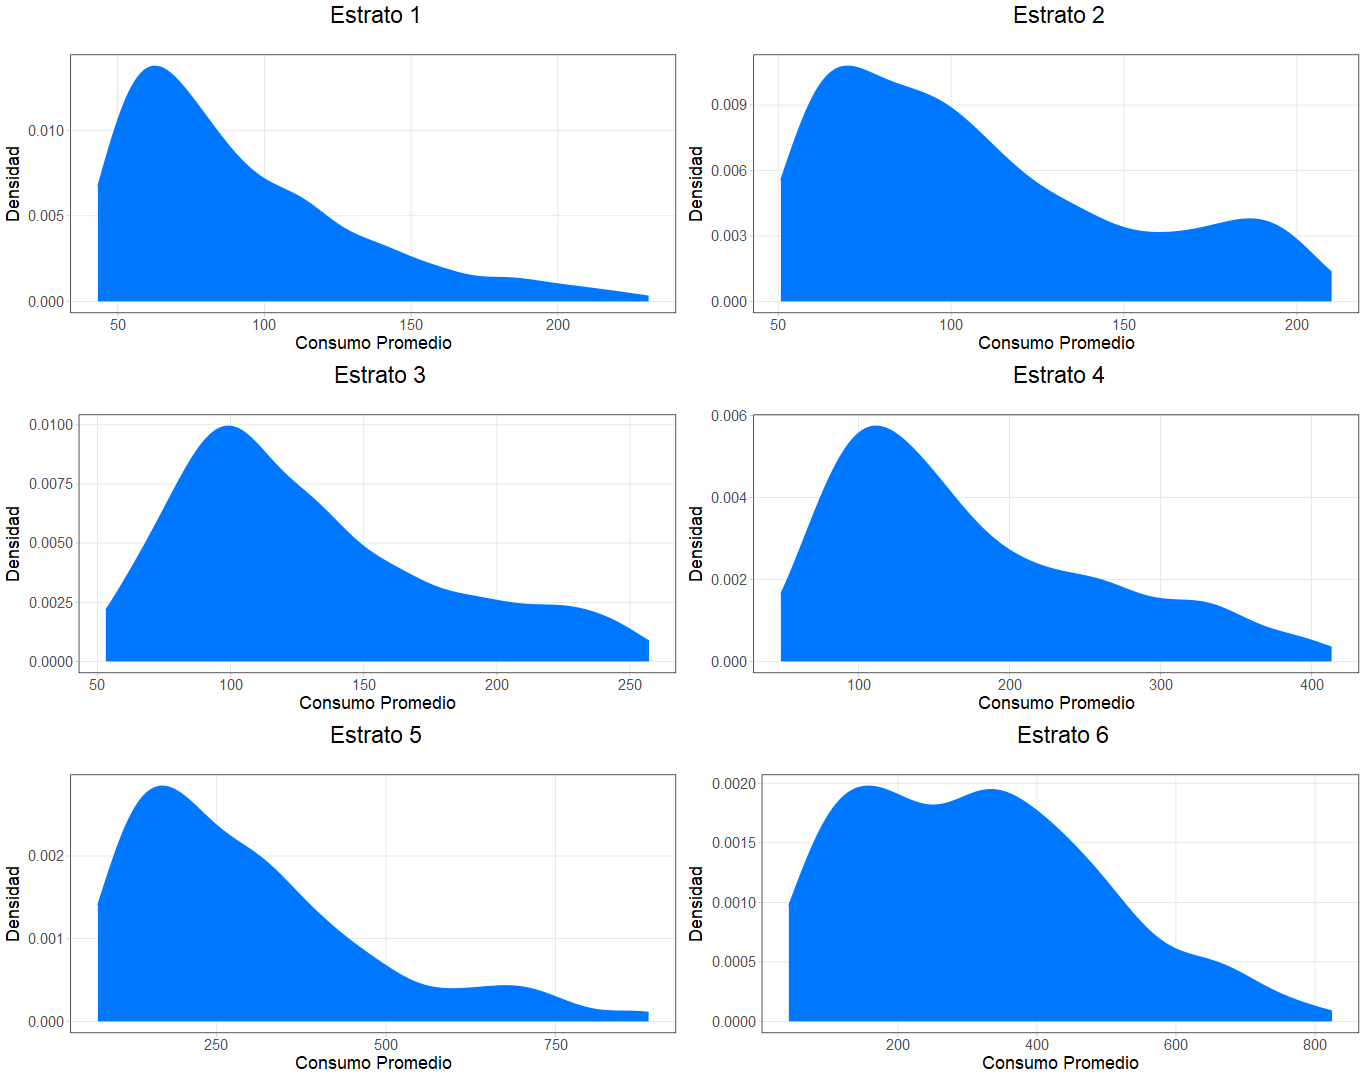 Estrato 1
Densidad
0.010
0.005
0.000
50 100 150 200
Consumo Promedio
Estrato 2
Densidad
0.009
0.006
0.003
0.000
50 100 150 200
Consumo Promedio
Estrato 3
Densidad
0.0100
0.0075
0.0050
0.0025
0.0000
50 100 150 200 250
Consumo Promedio
Estrato 4
Densidad
0.006
0.004
0.002
0.000
100 200 300 400
Consumo Promedio
Estrato 5
Densidad
0.002
0.001
0.000
250 500 750
Consumo Promedio
Estrato 6
Densidad
0.0020
0.0015
0.0010
0.0005
0.0000
200 400 600 800
Consumo Promedio